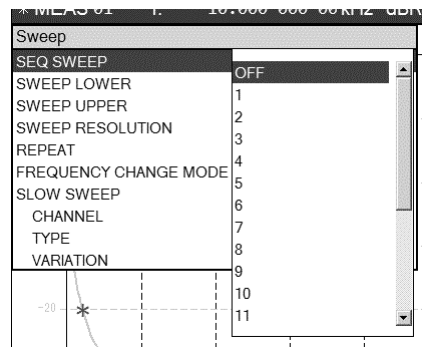 Sweep
SEQ SWEEP
SWEEP LOWER
SWEEP UPPER
SWEEP RESOLUTION
REPEAT
FREQUENCY CHANGE MODE
SLOW SWEEP
CHANNEL
TYPE
VARIATION
OFF
1
2
3
4
5
6
7
8
9
10
11
-20